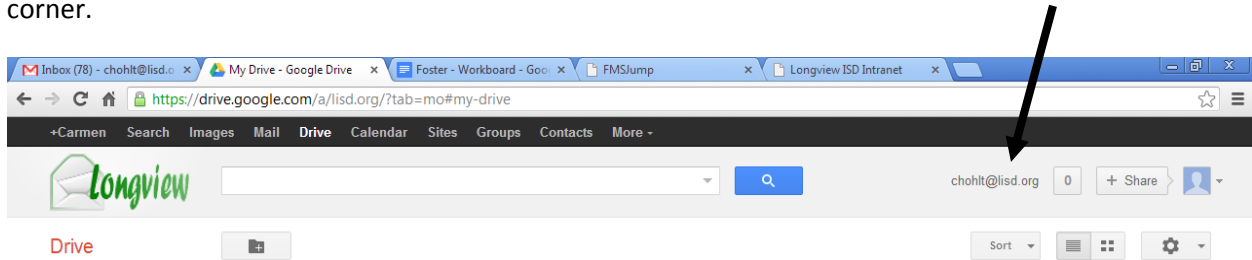 corner.
Inbox (78) - chohlt@lisd.o My Drive - Google Drive Foster - Workboard - Goo FMSJump Longview ISD Intranet
https://drive.google.com/a/lisd.org/?tab=mo#my-drive
+Carmen Search Images Mail Drive Calendar Sites Groups Contacts More
Longview chohlt@lisd.org 0 + Share
Drive Sort